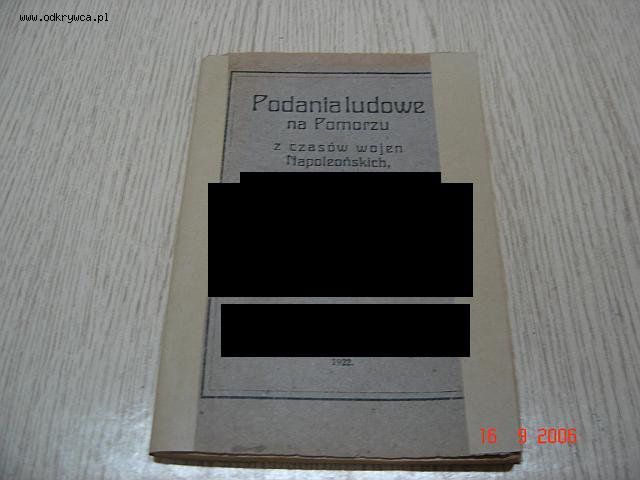 www.odkrywca.pl
Podania ludowe
na Pomorzu
z czasów wojen
Napoleońskich,
1922.
16 9 2006